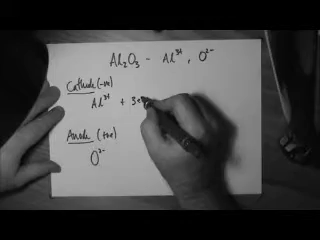 Al₂O₃ - Al³⁺, O²⁻
Cathode (-ve)
Al³⁺ + 3e
Anode (+ve)
O²⁻